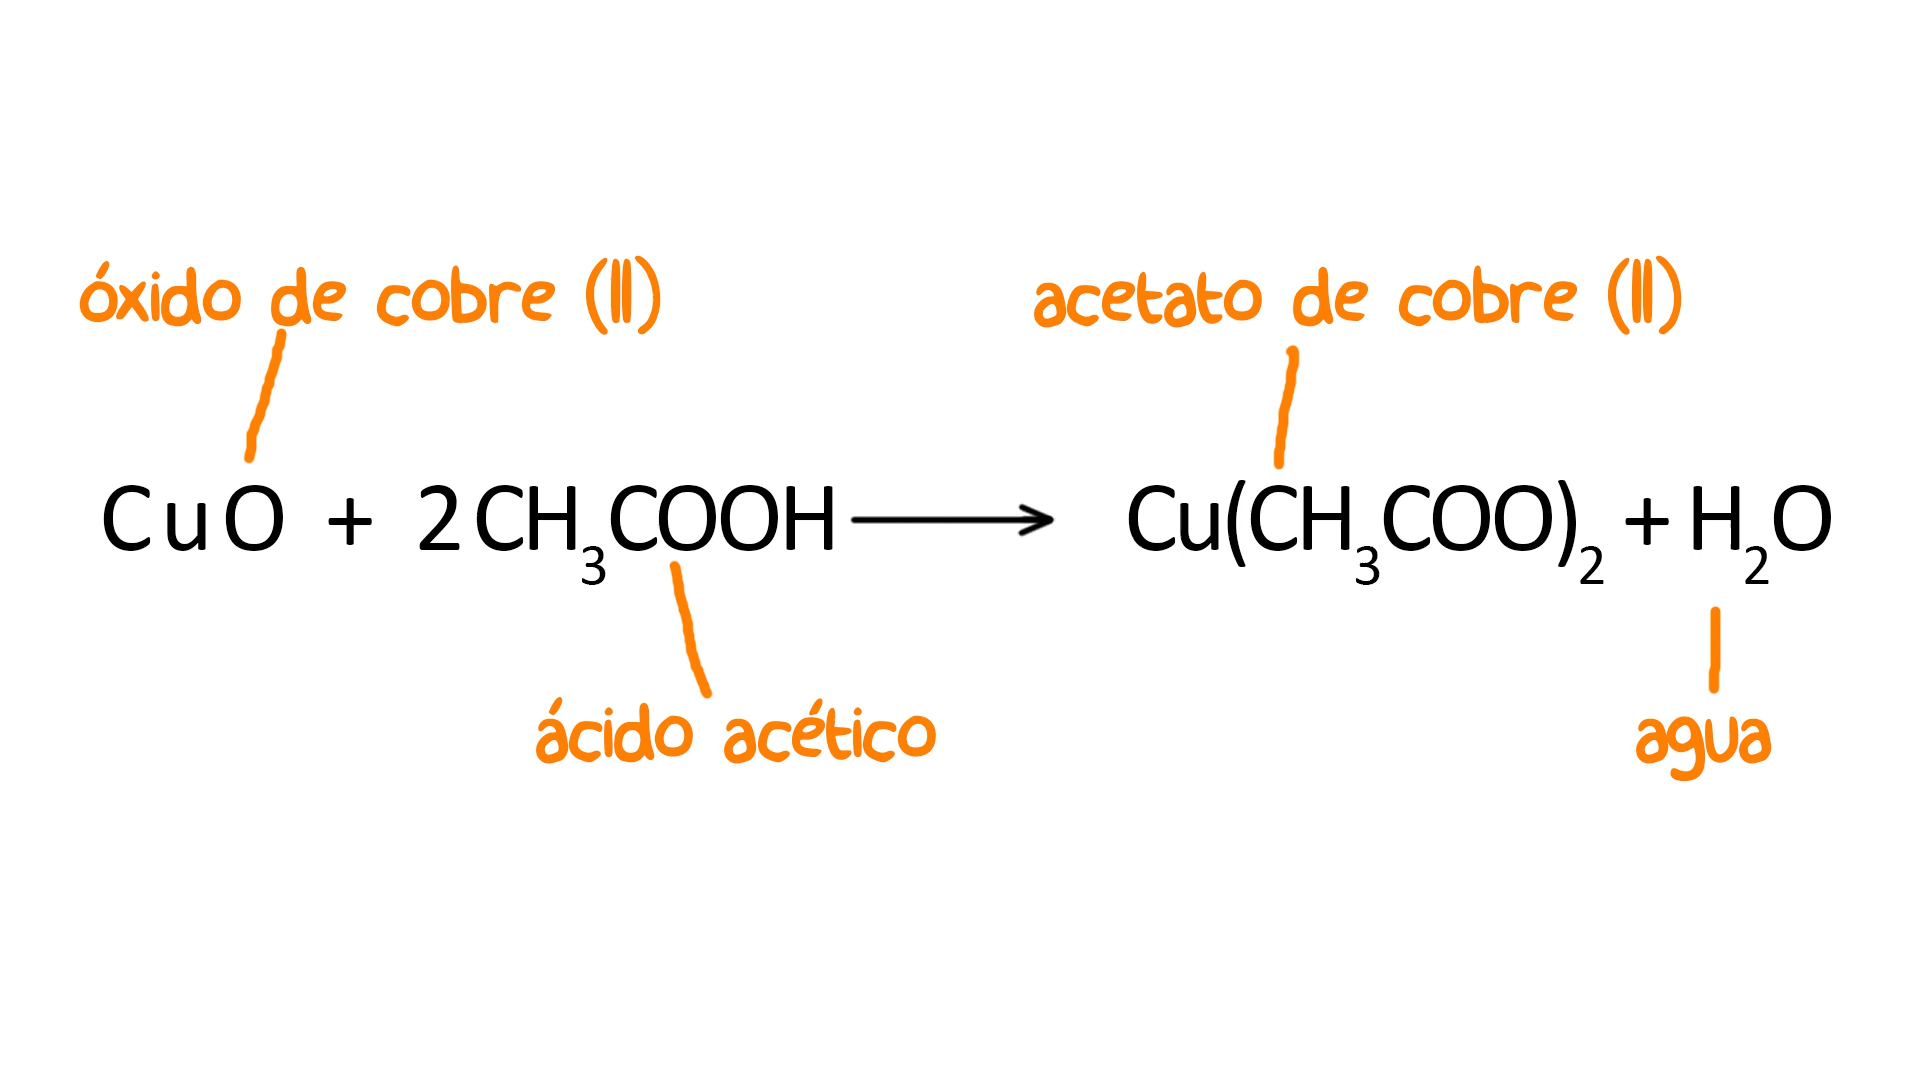 óxido de cobre (II)
acetato de cobre (II)
CuO + 2CH₃COOH → Cu(CH₃COO)₂ + H₂O
ácido acético
agua